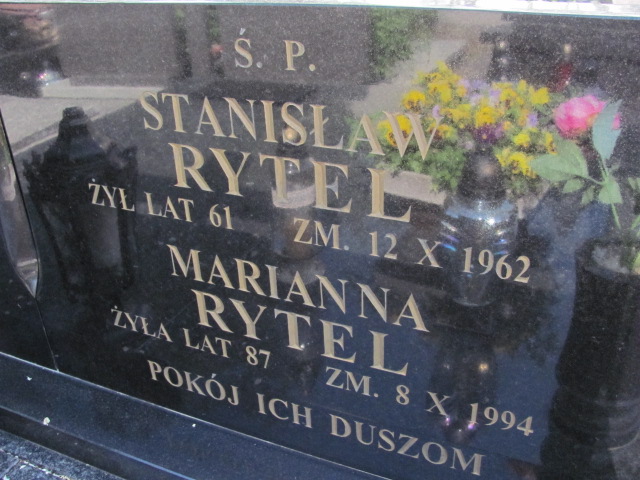 Ś. P.
STANISŁAW
RYTEL
ŻYŁ LAT 61 ZM. 12 X 1962
MARIANNA
RYTEL
ŻYŁA LAT 87 ZM. 8 X 1994
POKÓJ ICH DUSZOM